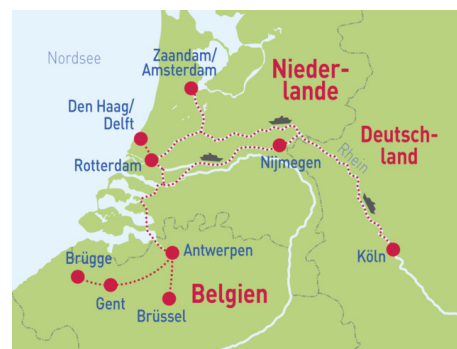 Nordsee
Zaandam/
Amsterdam
Nieder-
lande
Den Haag/
Delft
Deutsch-
land
Rotterdam
Nijmegen
Rhein
Brügge
Antwerpen
Köln
Gent
Belgien
Brüssel